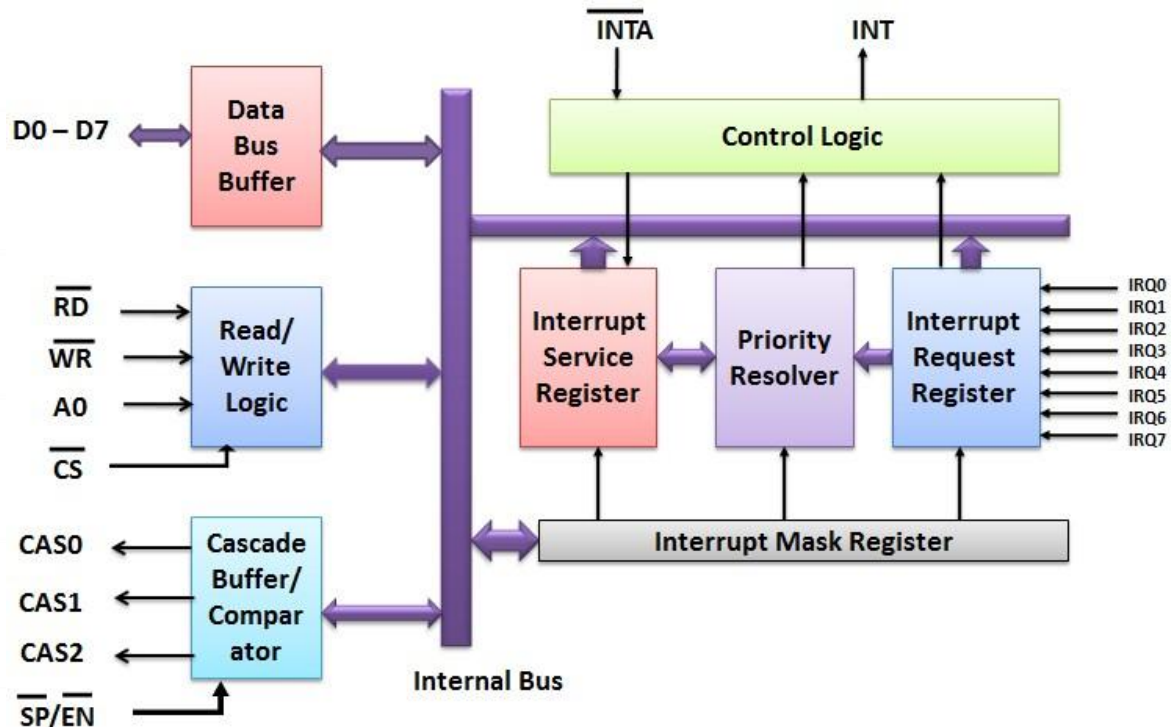 INTA
INT
D0 – D7
Data
Bus
Buffer
Control Logic
RD
WR
A0
CS
Read/
Write
Logic
Interrupt
Service
Register
Priority
Resolver
Interrupt
Request
Register
IRQ0
IRQ1
IRQ2
IRQ3
IRQ4
IRQ5
IRQ6
IRQ7
Interrupt Mask Register
CAS0
CAS1
CAS2
SP/EN
Cascade
Buffer/
Compar
ator
Internal Bus